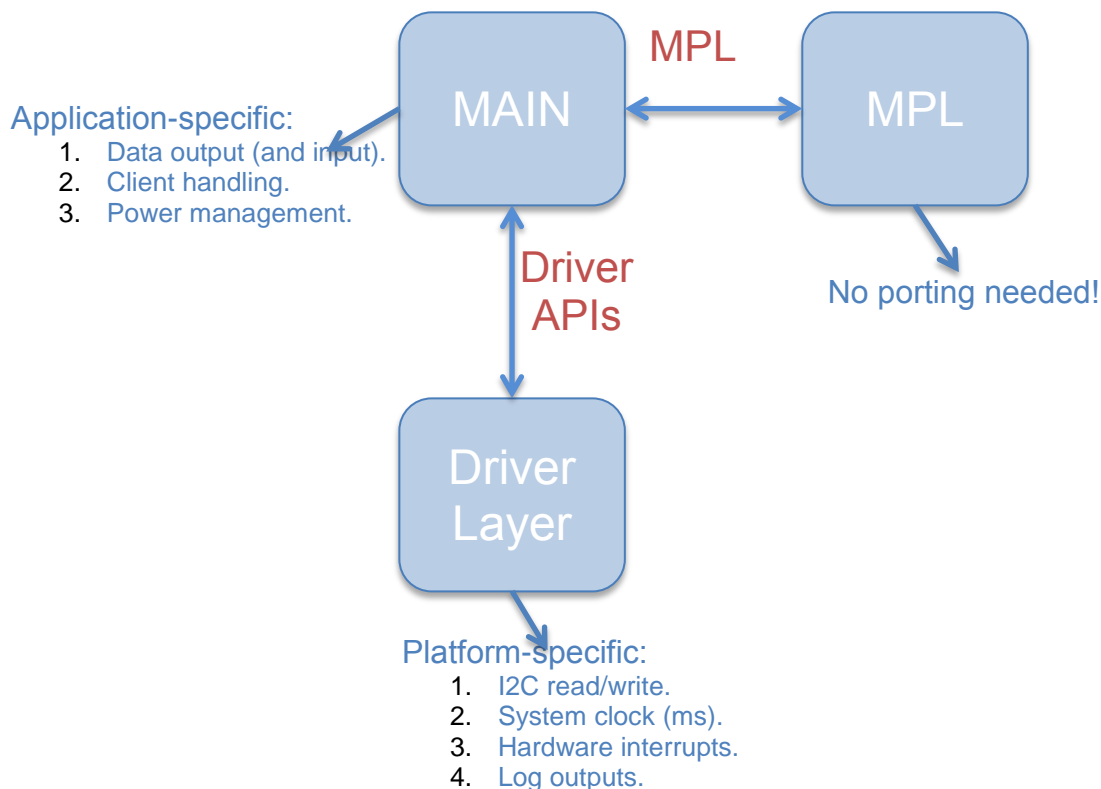 MPL
MAIN
MPL
Application-specific:
1. Data output (and input).
2. Client handling.
3. Power management.
Driver
APIs
No porting needed!
Driver
Layer
Platform-specific:
1. I2C read/write.
2. System clock (ms).
3. Hardware interrupts.
4. Log outputs.